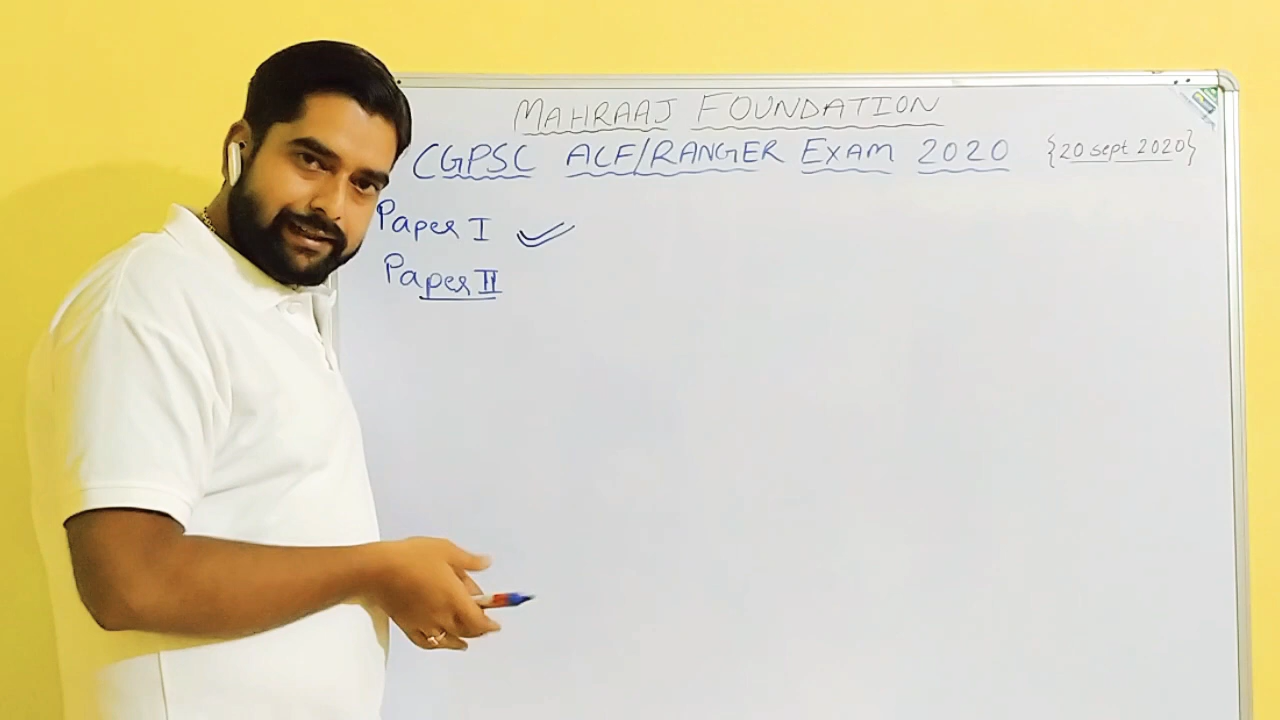 MAHRAAJ FOUNDATION
CGPSC ACF/RANGER EXAM 2020 {20 sept 2020}
Paper I
Paper II